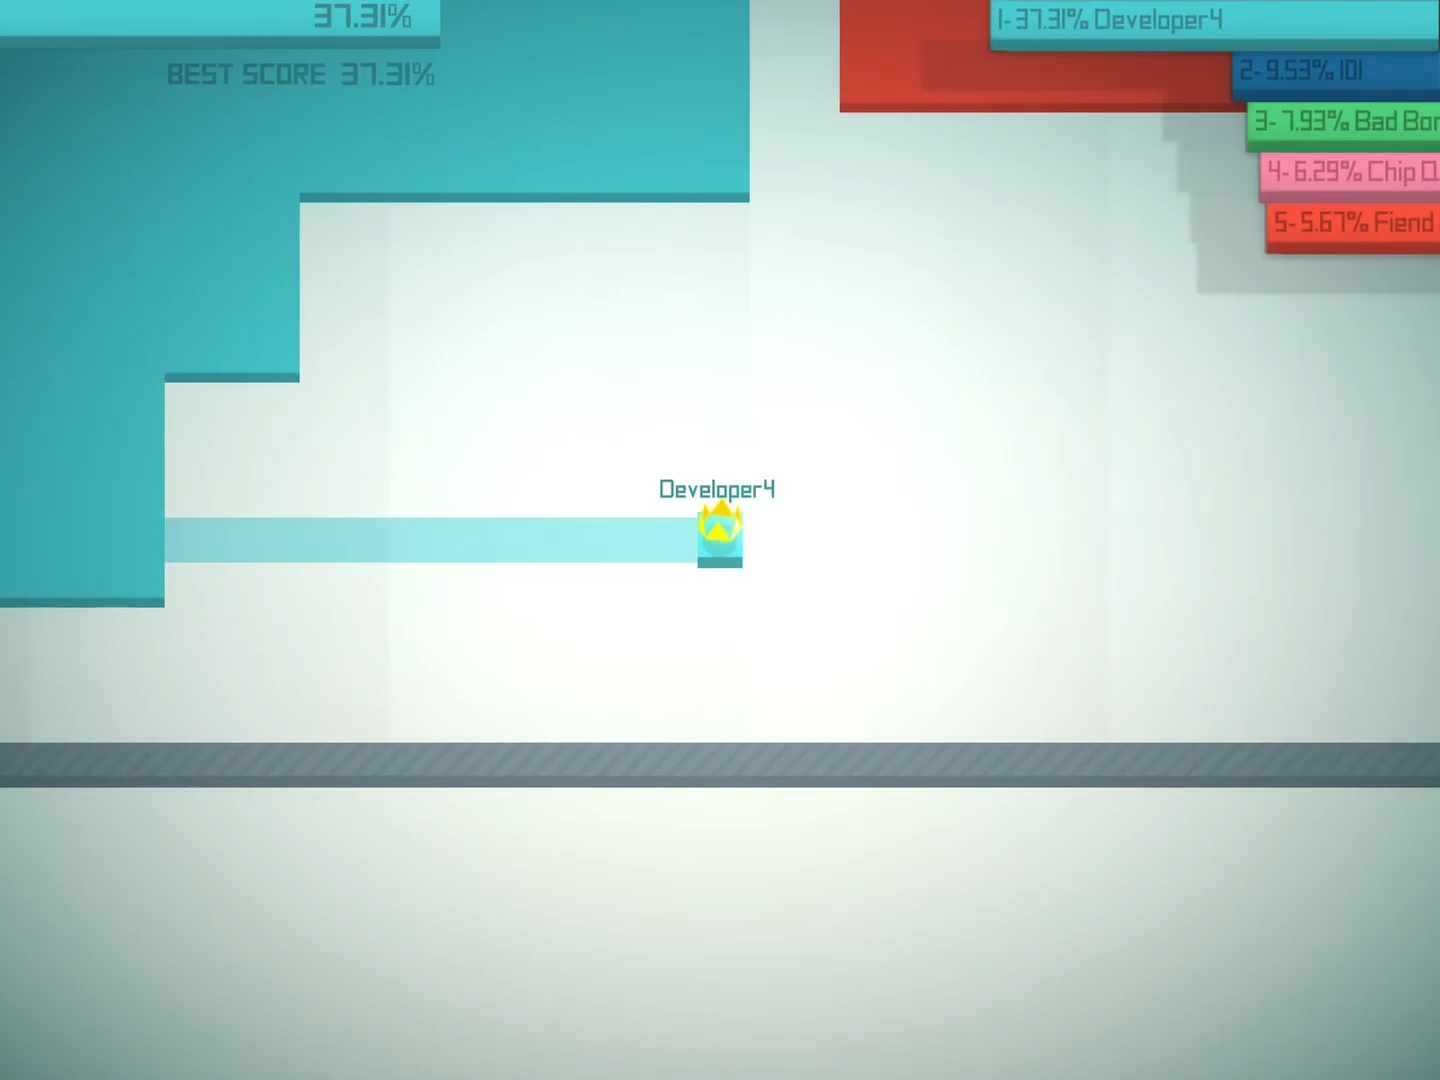 37.31%
BEST SCORE 37.31%
1- 37.31% Developer4
2- 9.53% 101
3- 7.93% Bad
4- 6.29% Chip
5- 5.67% Fiend
Developer4